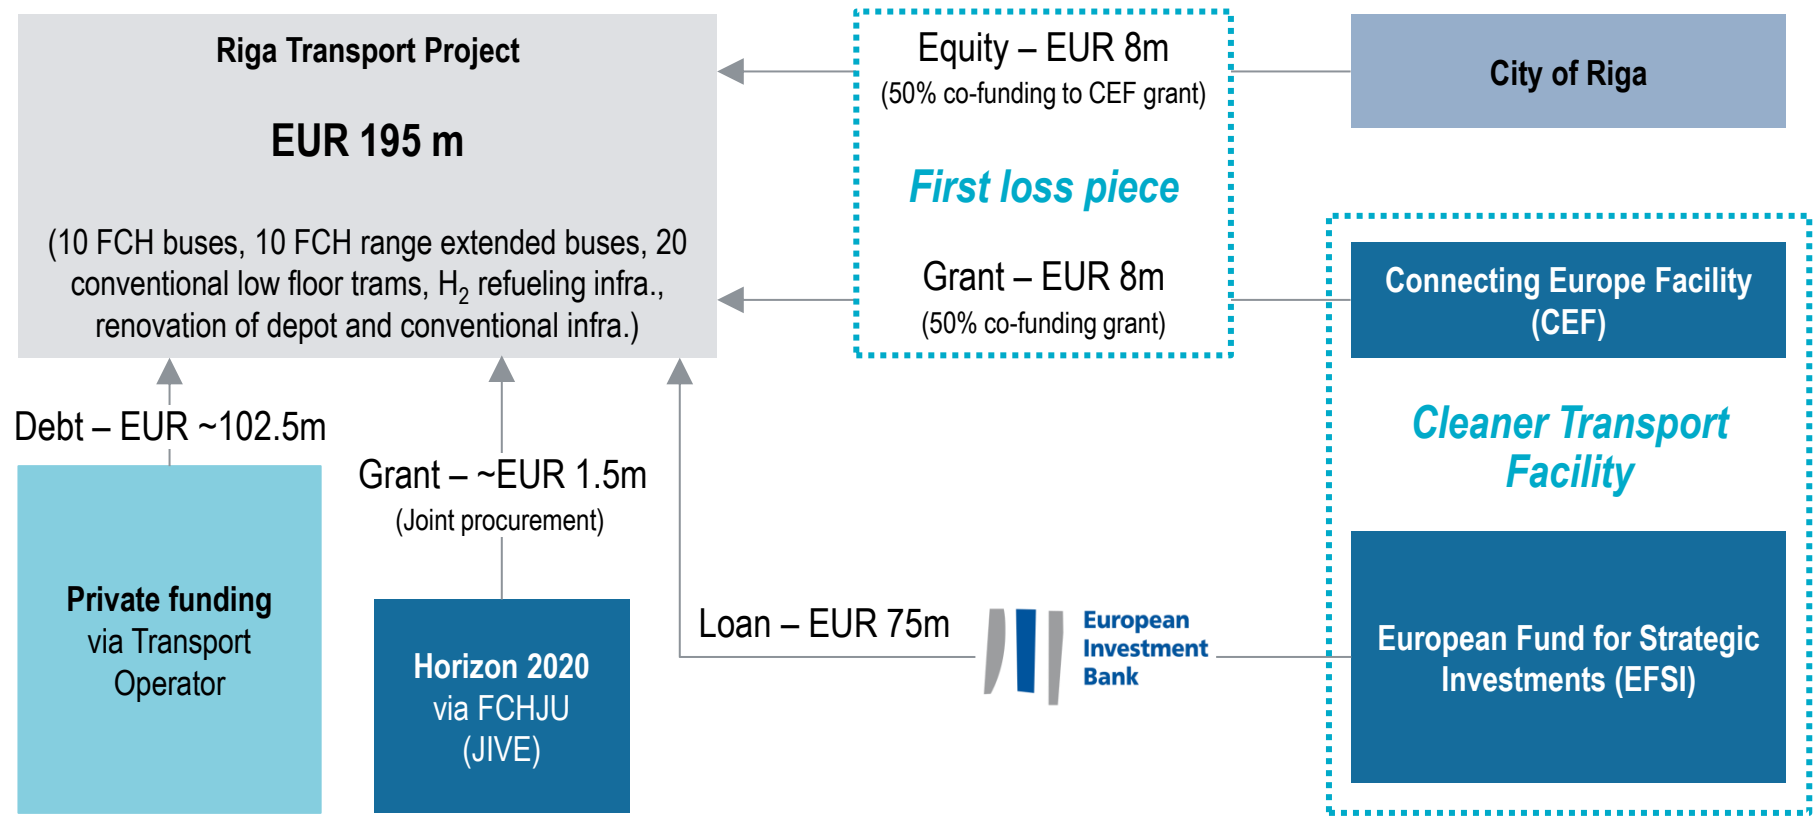 Riga Transport Project
EUR 195 m
(10 FCH buses, 10 FCH range extended buses, 20
conventional low floor trams, H₂ refueling infra.,
renovation of depot and conventional infra.)
Equity – EUR 8m
(50% co-funding to CEF grant)
First loss piece
Grant – EUR 8m
(50% co-funding grant)
City of Riga
Connecting Europe Facility
(CEF)
Cleaner Transport
Facility
European Fund for Strategic
Investments (EFSI)
Debt – EUR ~102.5m
Private funding
via Transport
Operator
Grant – ~EUR 1.5m
(Joint procurement)
Horizon 2020
via FCHJU
(JIVE)
Loan – EUR 75m
European
Investment
Bank